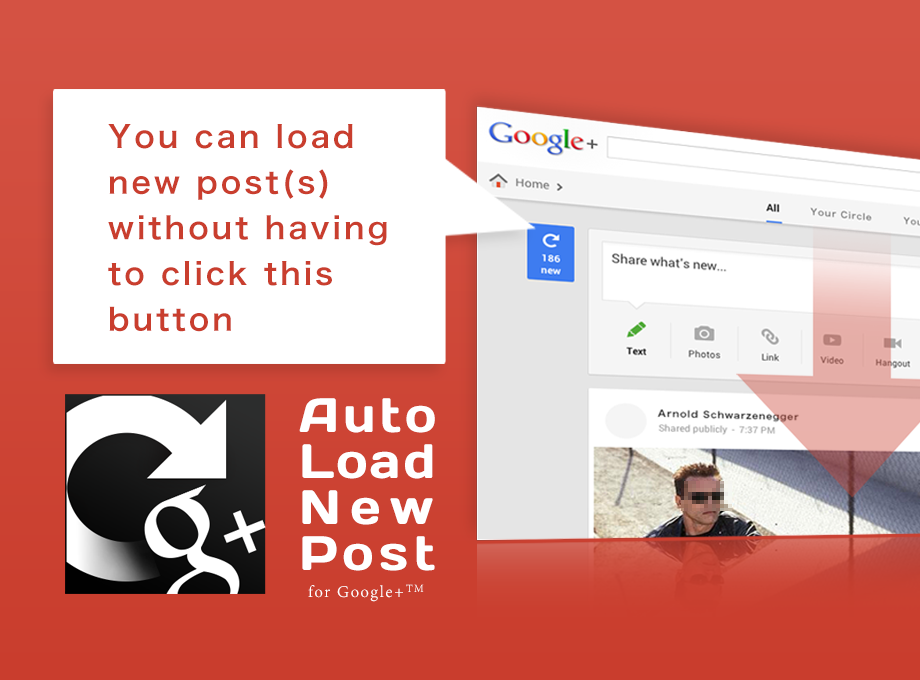 You can load
new post(s)
without having
to click this
button
Google+
Home
All
Your Circle
186
new
Share what's new...
Text
Photos
Link
Video
Hangout
Arnold Schwarzenegger
Shared publicly - 7:37 PM
g+
Auto
Load
New
Post
for Google+™